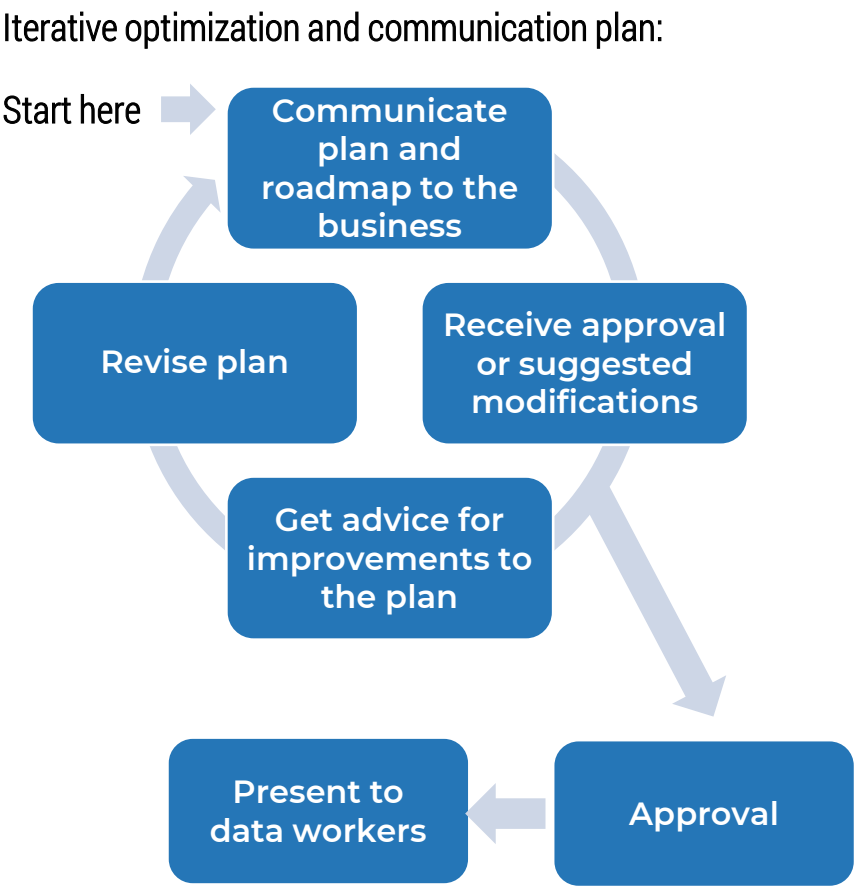 Iterative optimization and communication plan:
Start here
Communicate
plan and
roadmap to the
business
Receive approval
or suggested
modifications
Get advice for
improvements to
the plan
Revise plan
Approval
Present to
data workers